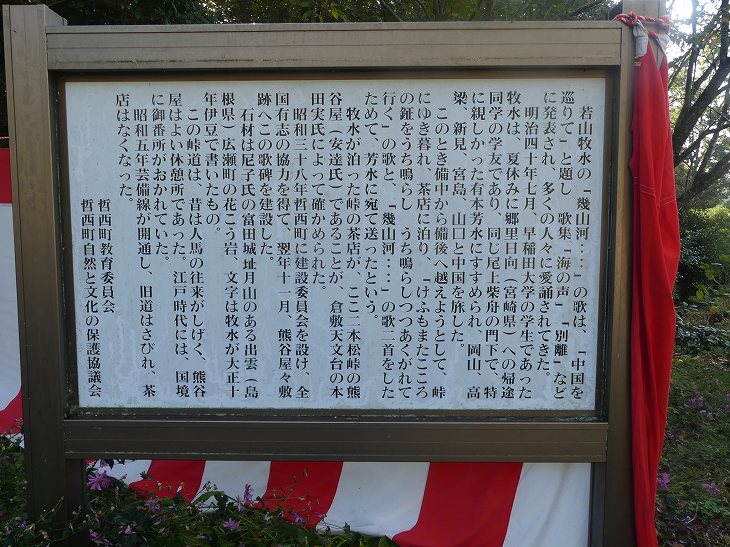 若山牧水の「幾山河…」の歌は、「中国を
巡りて」と題し　歌集「海の声」「別離」など
に発表され、多くの人々に愛誦されてきた。
明治四十年七月、早稲田大学の学生であった
牧水は、夏休みに郷里日向（宮崎県）への帰途
同学の学友であり、同じ尾上柴舟の門下で、特
に親しかった有本芳水にすすめられ、岡山、高
梁、新見、宮島、山口と中国を旅した。
このとき備中から備後へ越えようとして、峠
にゆき暮れ、茶店に泊り、「けふもまたこころ
の鉦をうち鳴らし　うち鳴らしつつあくがれて
行く」の歌と、「幾山河…」の歌二首をした
ためて、芳水に宛て送ったという。
牧水が泊った峠の茶店が、ここ二本松峠の熊
谷屋（安達氏）であることが、倉敷天文台の本
田実氏によって確かめられた。
昭和三十八年哲西町に建設委員会を設け、全
国有志の協力を得て、翌年十一月、熊谷屋々敷
跡へこの歌碑を建設した。
石材は尼子氏の富田城址月山のある出雲（島
根県）広瀬町の花こう岩、文字は牧水が大正十
年伊豆で書いたもの。
この峠道は、昔は人馬の往来がしげく、熊谷
屋はよい休憩所であった。江戸時代には、国境
に御番所がおかれていた。
昭和五年芸備線が開通し、旧道はさびれ、茶
店はなくなった。
哲西町教育委員会
哲西町自然と文化の保護協議会